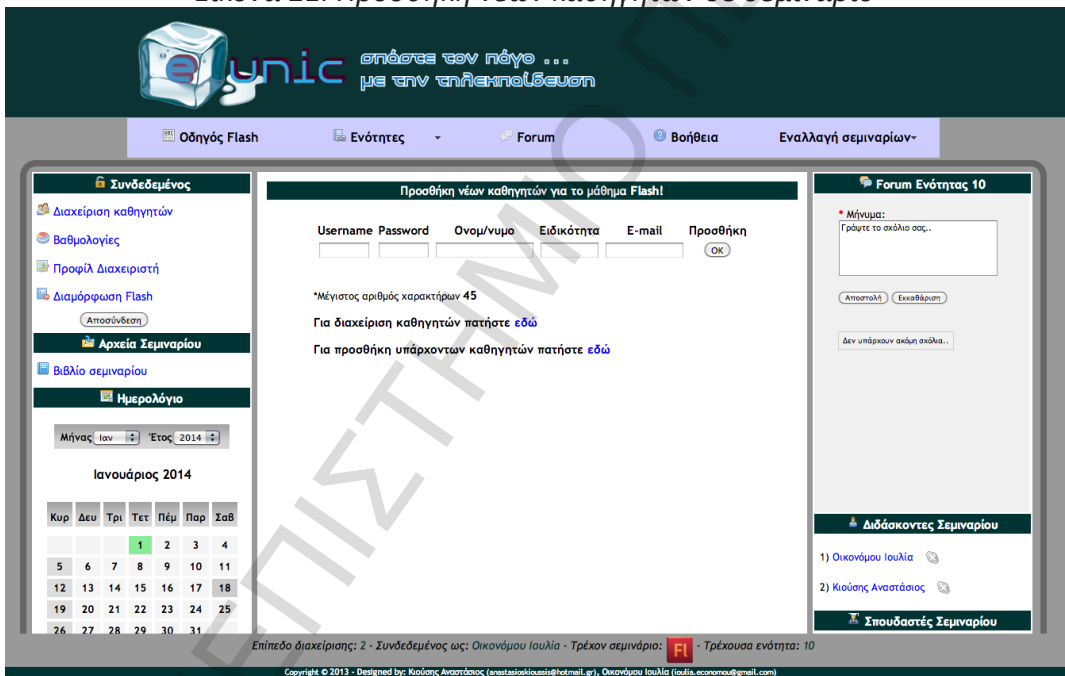 Εικόνα 22: Προσθήκη νέων καθηγητών σε σεμινάριο
e unic
σπάστε τον πάγο ...
με την τηλεκπαίδευση
Οδηγός Flash
Ενότητες
Forum
Βοήθεια
Εναλλαγή σεμιναρίων
Συνδεδεμένος
Διαχείριση καθηγητών
Βαθμολογίες
Προφίλ Διαχειριστή
Διαμόρφωση Flash
Αποσύνδεση
Αρχεία Σεμιναρίου
Βιβλίο σεμιναρίου
Ημερολόγιο
Μήνας Ιαν Έτος 2014
Ιανουάριος 2014
Κυρ Δευ Τρι Τετ Πέμ Παρ Σαβ
1 2 3 4
5 6 7 8 9 10 11
12 13 14 15 16 17 18
19 20 21 22 23 24 25
26 27 28 29 30 31
Προσθήκη νέων καθηγητών για το μάθημα Flash!
Username Password Ονομ/νυμο Ειδικότητα E-mail Προσθήκη
OK
*Μέγιστος αριθμός χαρακτήρων 45
Για διαχείριση καθηγητών πατήστε εδώ
Για προσθήκη υπάρχοντων καθηγητών πατήστε εδώ
Forum Ενότητας 10
* Μήνυμα:
Γράψτε το σχόλιο σας..
Αποστολή Εκκαθάριση
Δεν υπάρχουν ακόμη σχόλια..
Διδάσκοντες Σεμιναρίου
1) Οικονόμου Ιουλία
2) Κιούσης Αναστάσιος
Σπουδαστές Σεμιναρίου
Επίπεδο διαχείρισης: 2 - Συνδεδεμένος ως: Οικονόμου Ιουλία - Τρέχον σεμινάριο: Fl - Τρέχουσα ενότητα: 10
Copyright © 2013 - Designed by: Κιούσης Αναστάσιος (anastasioskioussis@hotmail.gr), Οικονόμου Ιουλία (ioulia.economou@gmail.com)
ΕΠΙΣΤΗΜΙΟ Π